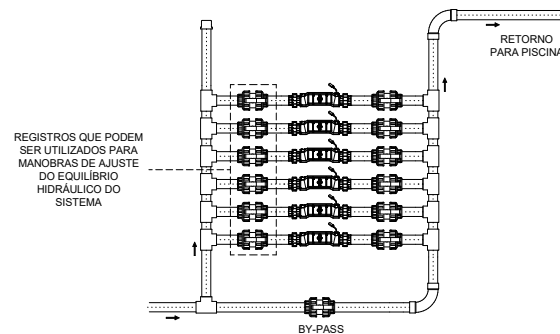 RETORNO
PARA PISCINA
REGISTROS QUE PODEM
SER UTILIZADOS PARA
MANOBRAS DE AJUSTE
DO EQUILÍBRIO
HIDRÁULICO DO
SISTEMA
BY-PASS